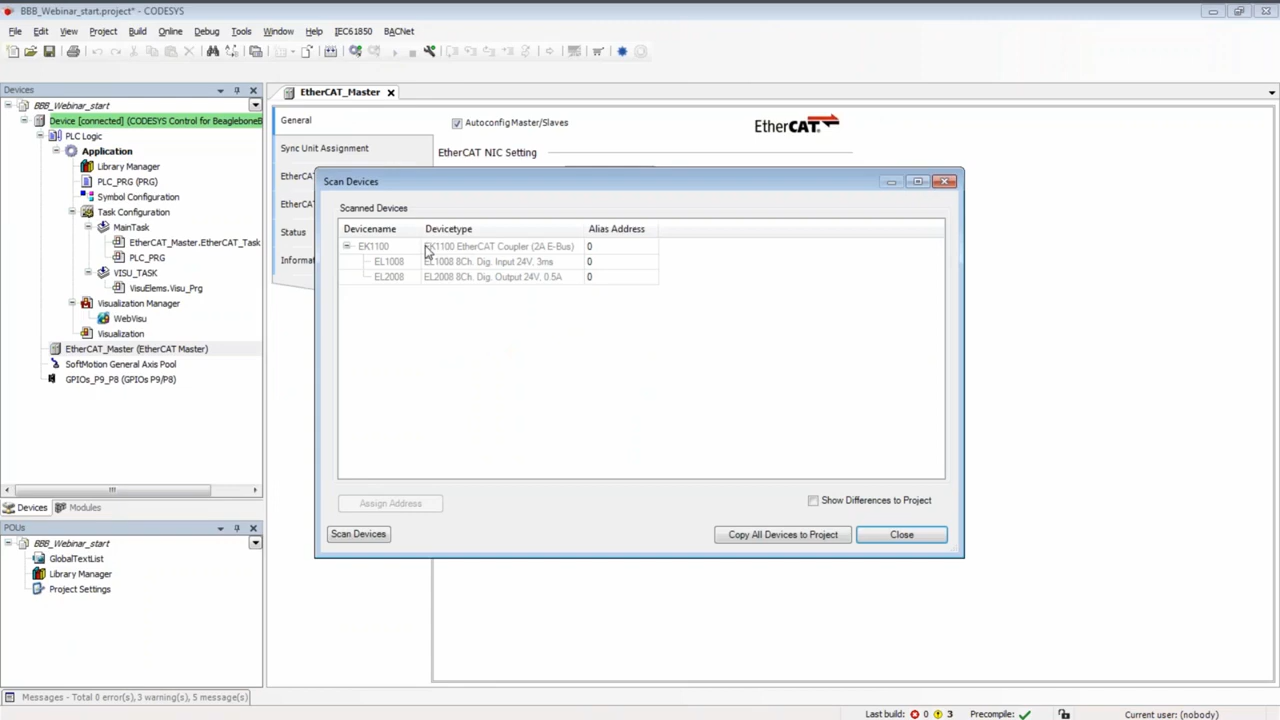 BBB_Webinar_start.project* - CODESYS
File Edit View Project Build Online Debug Tools Window Help IEC61850 BACNet
Devices
BBB_Webinar_start
Device [connected] (CODESYS Control for BeagleboneB
PLC Logic
Application
Library Manager
PLC_PRG (PRG)
Symbol Configuration
Task Configuration
MainTask
EtherCAT_Master.EtherCAT_Task
PLC_PRG
VISU_TASK
VisuElems.Visu_Prg
Visualization Manager
WebVisu
Visualization
EtherCAT_Master (EtherCAT Master)
SoftMotion General Axis Pool
GPIOs_P9_P8 (GPIOs P9/P8)
Devices Modules
POUs
BBB_Webinar_start
GlobalTextList
Library Manager
Project Settings
EtherCAT_Master
General
Sync Unit Assignment
EtherCA
EtherCA
Status
Informat
Autoconfig Master/Slaves
EtherCAT
EtherCAT NIC Setting
Scan Devices
Scanned Devices
Devicename Devicetype Alias Address
EK1100 EK1100 EtherCAT Coupler (2A E-Bus) 0
EL1008 EL1008 8Ch. Dig. Input 24V, 3ms 0
EL2008 EL2008 8Ch. Dig. Output 24V, 0.5A 0
Assign Address
Show Differences to Project
Scan Devices
Copy All Devices to Project
Close
Messages - Total 0 error(s), 3 warning(s), 5 message(s)
Last build: 0 3 Precompile: Current user: (nobody)